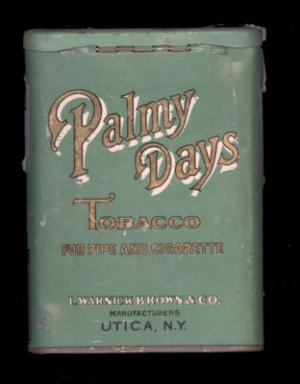 Palmy
Days
TOBACCO
FOR PIPE AND CIGARETTE
L. WARNICK BROWN & CO.
MANUFACTURERS
UTICA, N.Y.